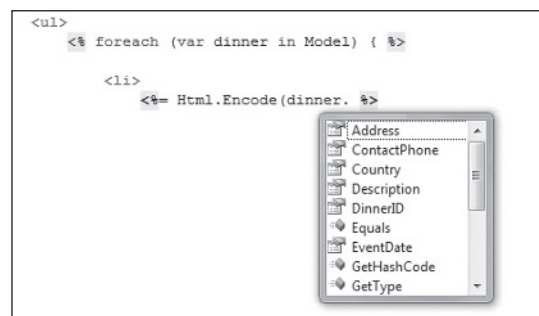 <ul>
<% foreach (var dinner in Model) { %>
<li>
<%= Html.Encode(dinner. %>
Address
ContactPhone
Country
Description
DinnerID
Equals
EventDate
GetHashCode
GetType